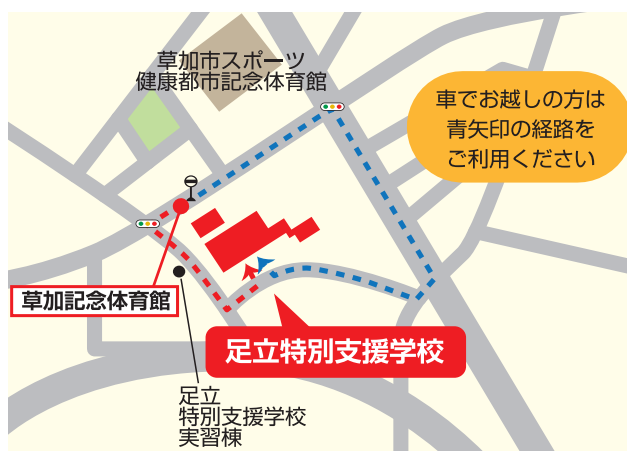 草加市スポーツ
健康都市記念体育館
車でお越しの方は
青矢印の経路を
ご利用ください
草加記念体育館
足立特別支援学校
足立
特別支援学校
実習棟